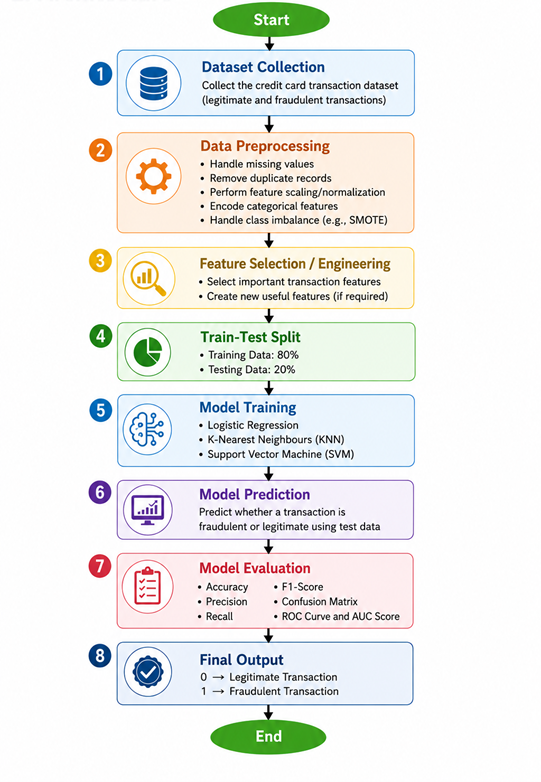 Start
1
Dataset Collection
Collect the credit card transaction dataset
(legitimate and fraudulent transactions)
2
Data Preprocessing
• Handle missing values
• Remove duplicate records
• Perform feature scaling/normalization
• Encode categorical features
• Handle class imbalance (e.g., SMOTE)
3
Feature Selection / Engineering
• Select important transaction features
• Create new useful features (if required)
4
Train-Test Split
• Training Data: 80%
• Testing Data: 20%
5
Model Training
• Logistic Regression
• K-Nearest Neighbours (KNN)
• Support Vector Machine (SVM)
6
Model Prediction
Predict whether a transaction is
fraudulent or legitimate using test data
7
Model Evaluation
• Accuracy • F1-Score
• Precision • Confusion Matrix
• Recall • ROC Curve and AUC Score
8
Final Output
0 → Legitimate Transaction
1 → Fraudulent Transaction
End